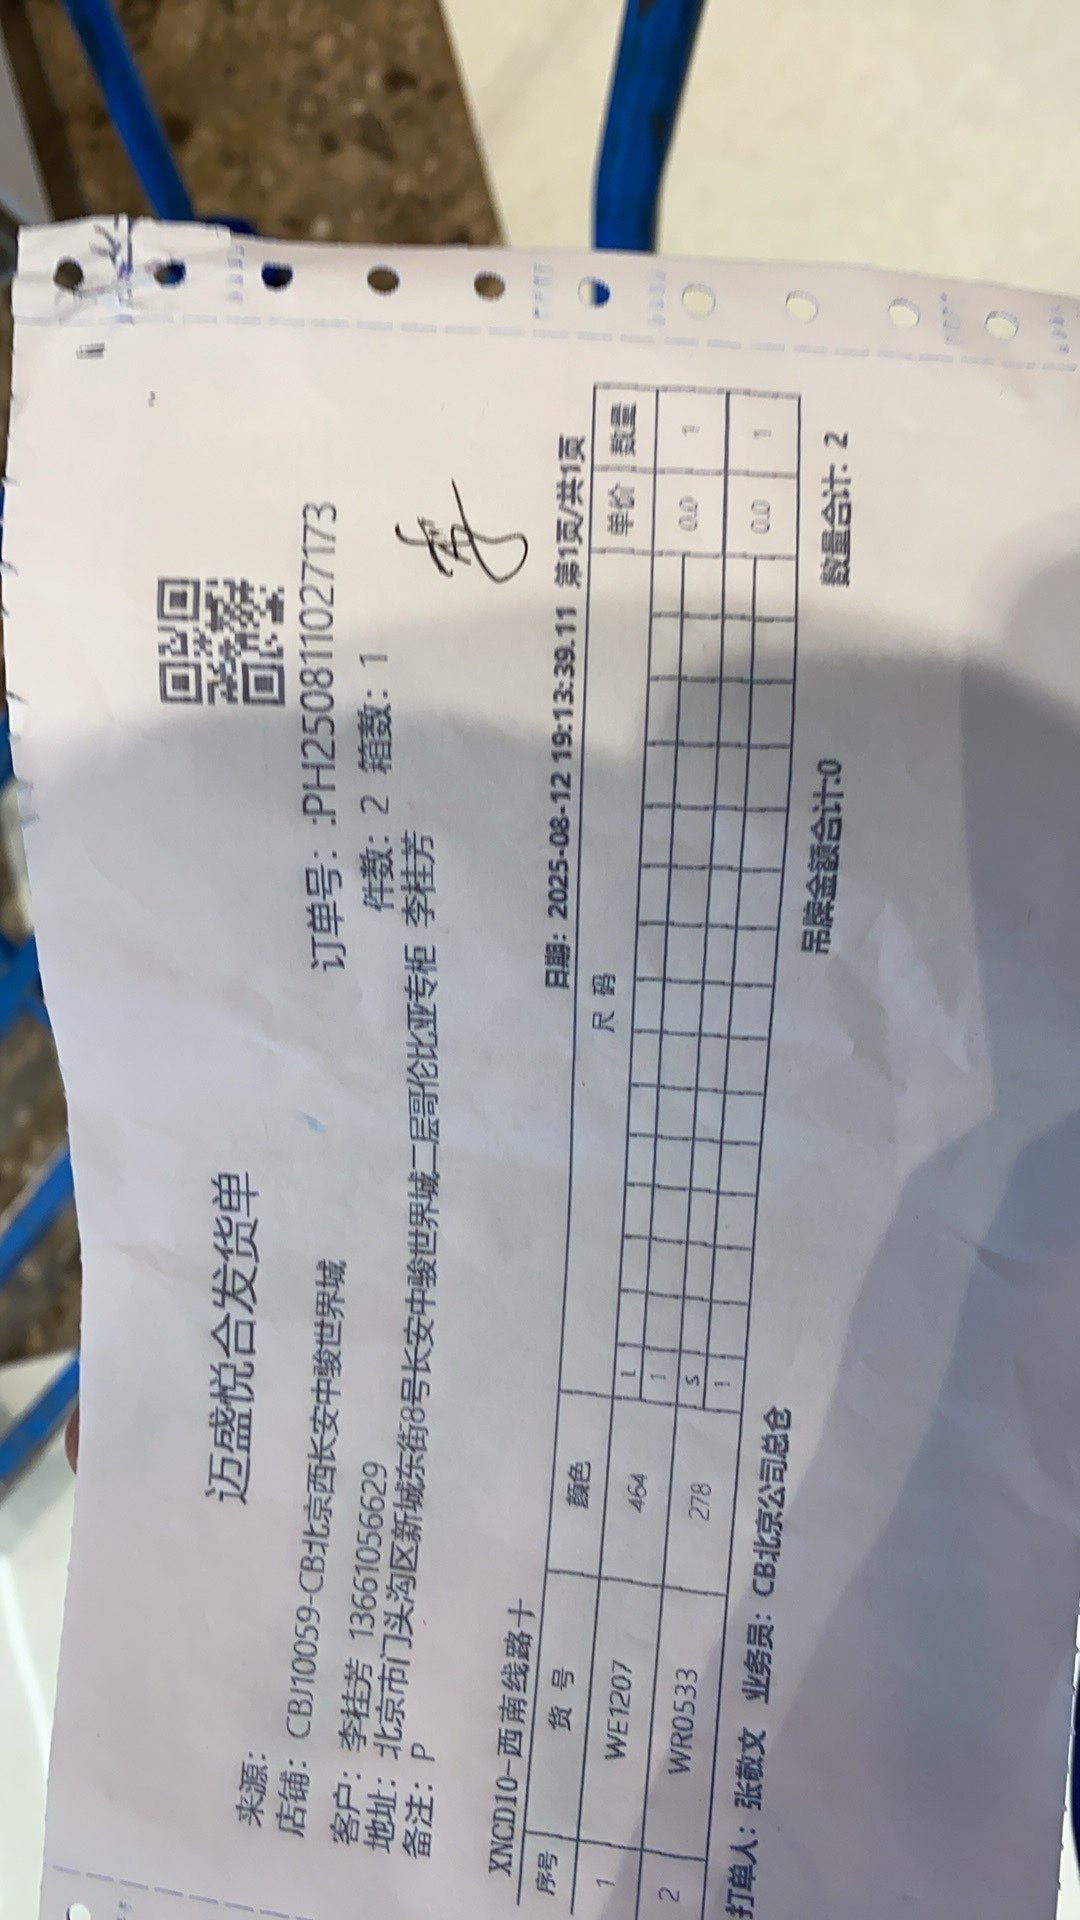 迈盛悦合发货单
来源:
店铺: CBJ10059-CB北京西长安中骏世界城
订单号: :PH250811027173
客户: 李桂芳 13661056629
件数: 2 箱数: 1
地址: 北京市门头沟区新城东街8号长安中骏世界城二层哥伦比亚专柜 李桂芳
备注: P
XNCD10-西南线路十
日期: 2025-08-12 19:13:39.11 第1页/共1页
序号 货号 颜色 尺码 单价 数量
1 WE1207 464 L 0.0 1
1
2 WR0533 278 S 0.0 1
1
打单人: 张敬文 业务员: CB北京公司总仓 吊牌金额合计:0 数量合计: 2